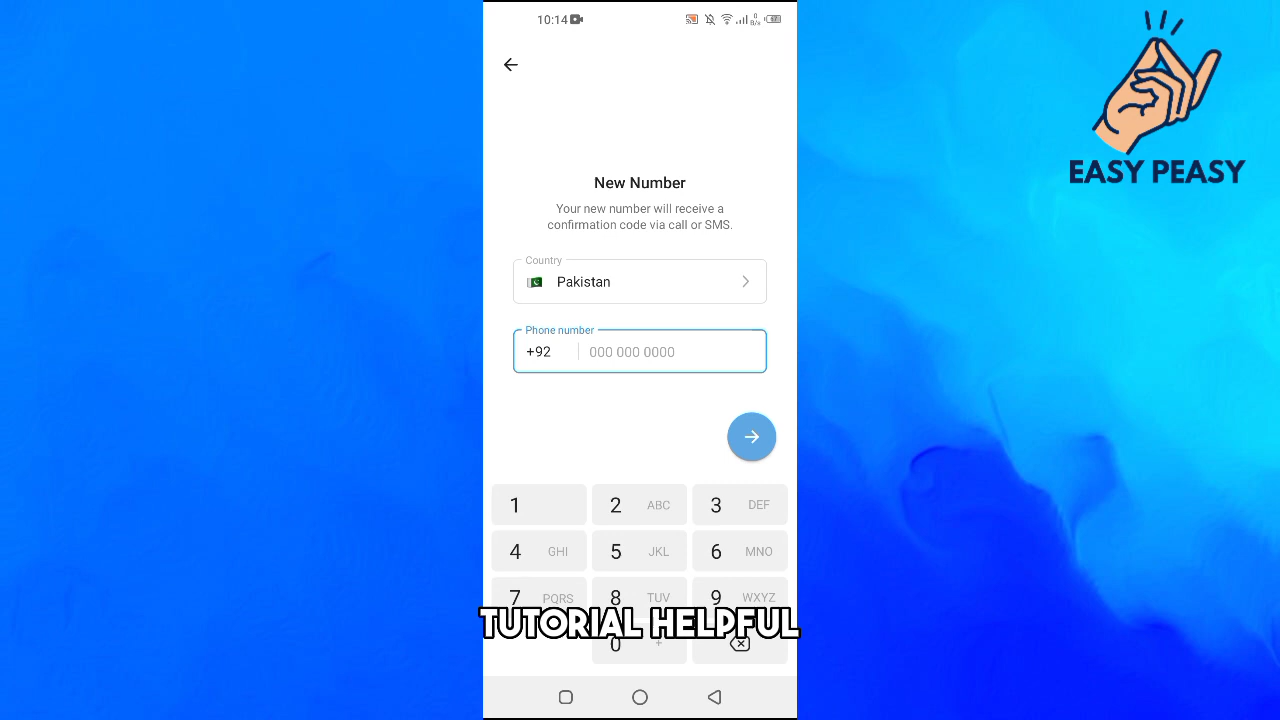 10:14
0
B/s
EASY PEASY
New Number
Your new number will receive a
confirmation code via call or SMS.
Country
Pakistan
Phone number
+92
000 000 0000
1
2 ABC
3 DEF
4 GHI
5 JKL
6 MNO
7 PQRS
8 TUV
9 WXYZ
TUTORIAL HELPFUL
0 +